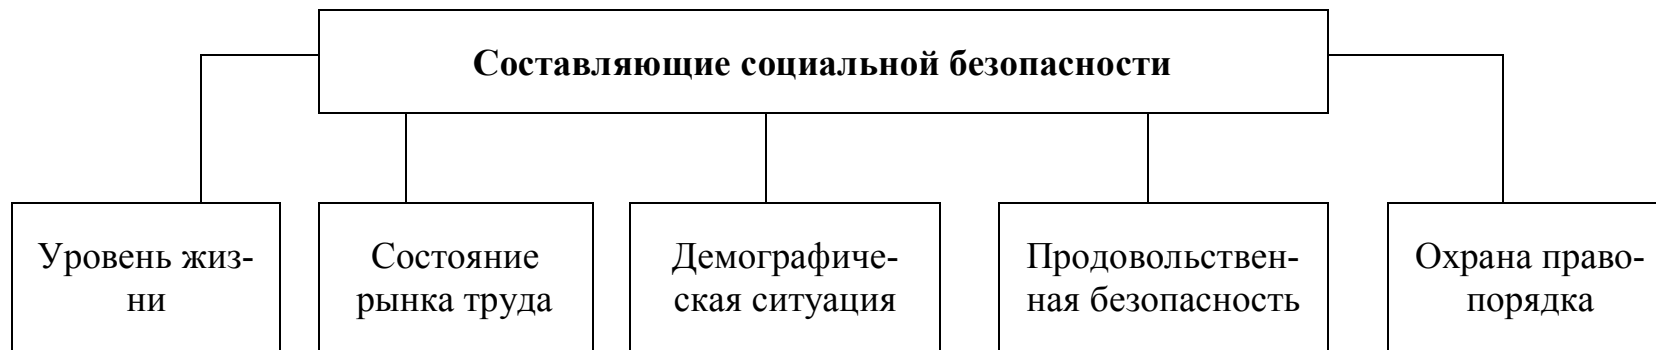 Составляющие социальной безопасности
Уровень жиз-
ни
Состояние
рынка труда
Демографиче-
ская ситуация
Продовольствен-
ная безопасность
Охрана право-
порядка